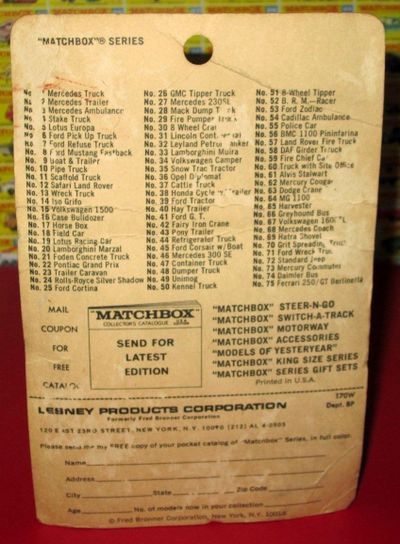 "MATCHBOX"® SERIES
1 Mercedes Truck
2 Mercedes Trailer
3 Mercedes Ambulance
4 Stake Truck
No. 5 Lotus Europa
No. 6 Ford Pick Up Truck
No. 7 Ford Refuse Truck
No. 8 Ford Mustang Fastback
No. 9 Boat & Trailer
No. 10 Pipe Truck
No. 11 Scaffold Truck
No. 12 Safari Land Rover
No. 13 Wreck Truck
No. 14 Iso Grifo
No. 15 Volkswagen 1500
No. 16 Case Bulldozer
No. 17 Horse Box
No. 18 Field Car
No. 19 Lotus Racing Car
No. 20 Lamborghini Marzal
No. 21 Foden Concrete Truck
No. 22 Pontiac Grand Prix
No. 23 Trailer Caravan
No. 24 Rolls-Royce Silver Shadow
No. 25 Ford Cortina
No. 26 GMC Tipper Truck
No. 27 Mercedes 230SL
No. 28 Mack Dump Truck
No. 29 Fire Pumper Truck
No. 30 8 Wheel Crane
No. 31 Lincoln Continental
No. 32 Leyland Petrol Tanker
No. 33 Lamborghini Miura
No. 34 Volkswagen Camper
No. 35 Snow Trac Tractor
No. 36 Opel Diplomat
No. 37 Cattle Truck
No. 38 Honda Cycle/w Trailer
No. 39 Ford Tractor
No. 40 Hay Trailer
No. 41 Ford G. T.
No. 42 Fairy Iron Crane
No. 43 Pony Trailer
No. 44 Refrigerator Truck
No. 45 Ford Corsair w/Boat
No. 46 Mercedes 300 SE
No. 47 Container Truck
No. 48 Dumper Truck
No. 49 Unimog
No. 50 Kennel Truck
No. 51 8-Wheel Tipper
No. 52 B. R. M.—Racer
No. 53 Ford Zodiac
No. 54 Cadillac Ambulance
No. 55 Police Car
No. 56 BMC 1100 Pininfarina
No. 57 Land Rover Fire Truck
No. 58 DAF Girder Truck
No. 59 Fire Chief Car
No. 60 Truck with Site Office
No. 61 Alvis Stalwart
No. 62 Mercury Cougar
No. 63 Dodge Crane
No. 64 MG 1100
No. 65 Harvester
No. 66 Greyhound Bus
No. 67 Volkswagen 1600TL
No. 68 Mercedes Coach
No. 69 Hatra Shovel
No. 70 Grit Spreading Truck
No. 71 Ford Wreck Truck
No. 72 Standard Jeep
No. 73 Mercury Commuter
No. 74 Daimler Bus
No. 75 Ferrari 250/GT Berlinetta
MAIL
COUPON
FOR
FREE
"MATCHBOX"
COLLECTOR'S CATALOGUE
SEND FOR
LATEST
EDITION
"MATCHBOX" STEER-N-GO
"MATCHBOX" SWITCH-A-TRACK
"MATCHBOX" MOTORWAY
"MATCHBOX" ACCESSORIES
"MODELS OF YESTERYEAR"
"MATCHBOX" KING SIZE SERIES
"MATCHBOX" SERIES GIFT SETS
Printed in U.S.A.
LESNEY PRODUCTS CORPORATION
Formerly Fred Bronner Corporation
170W
Dept. BP
120 EAST 23RD STREET, NEW YORK, N.Y. 10010 (212) AL 4-0505
Please send me my FREE copy of your pocket catalog of "Matchbox" Series, in full color.
Name
Address
City State Zip Code
Age No. of models now in your collection
© Fred Bronner Corporation, New York, N.Y. 10010